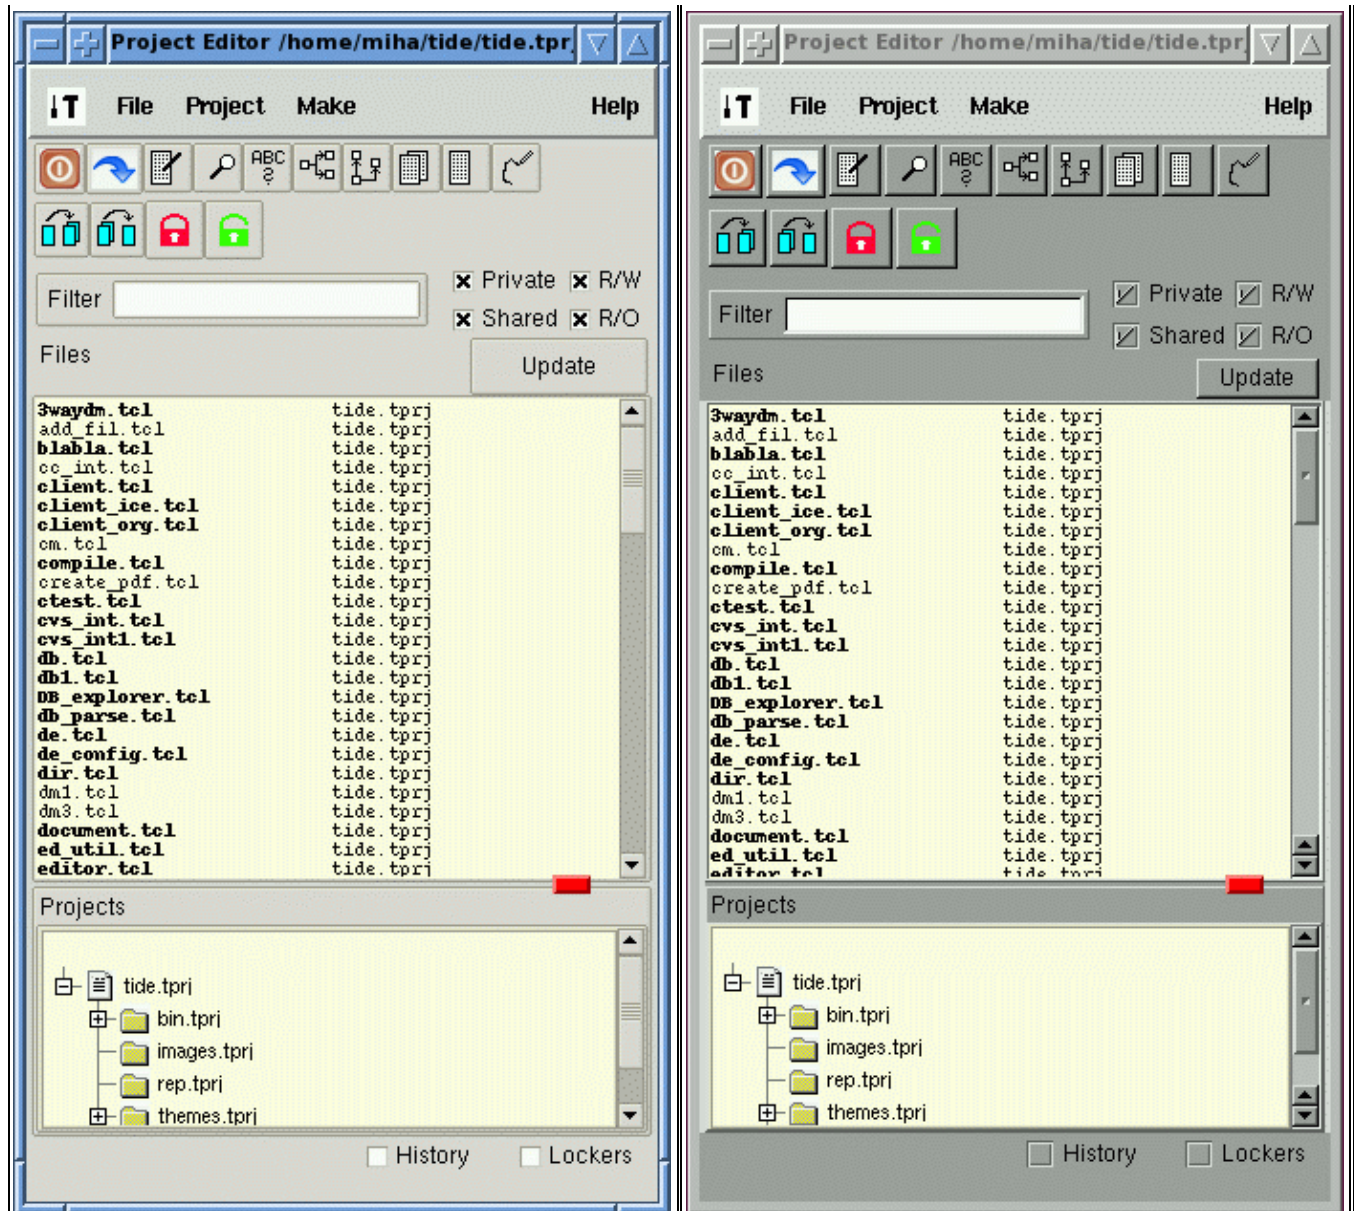 Project Editor /home/miha/tide/tide.tprj
T File Project Make Help
ABC
?
Filter
Private R/W
Shared R/O
Files Update
3waydm.tcl tide.tprj
add_fil.tcl tide.tprj
blabla.tcl tide.tprj
cc_int.tcl tide.tprj
client.tcl tide.tprj
client_ice.tcl tide.tprj
client_org.tcl tide.tprj
cm.tcl tide.tprj
compile.tcl tide.tprj
create_pdf.tcl tide.tprj
ctest.tcl tide.tprj
cvs_int.tcl tide.tprj
cvs_int1.tcl tide.tprj
db.tcl tide.tprj
db1.tcl tide.tprj
DB_explorer.tcl tide.tprj
db_parse.tcl tide.tprj
de.tcl tide.tprj
de_config.tcl tide.tprj
dir.tcl tide.tprj
dm1.tcl tide.tprj
dm3.tcl tide.tprj
document.tcl tide.tprj
ed_util.tcl tide.tprj
editor.tcl tide.tprj
Projects
tide.tprj
bin.tprj
images.tprj
rep.tprj
themes.tprj
History Lockers
Project Editor /home/miha/tide/tide.tprj
T File Project Make Help
ABC
?
Filter
Private R/W
Shared R/O
Files Update
3waydm.tcl tide.tprj
add_fil.tcl tide.tprj
blabla.tcl tide.tprj
cc_int.tcl tide.tprj
client.tcl tide.tprj
client_ice.tcl tide.tprj
client_org.tcl tide.tprj
cm.tcl tide.tprj
compile.tcl tide.tprj
create_pdf.tcl tide.tprj
ctest.tcl tide.tprj
cvs_int.tcl tide.tprj
cvs_int1.tcl tide.tprj
db.tcl tide.tprj
db1.tcl tide.tprj
DB_explorer.tcl tide.tprj
db_parse.tcl tide.tprj
de.tcl tide.tprj
de_config.tcl tide.tprj
dir.tcl tide.tprj
dm1.tcl tide.tprj
dm3.tcl tide.tprj
document.tcl tide.tprj
ed_util.tcl tide.tprj
editor.tcl tide.tprj
Projects
tide.tprj
bin.tprj
images.tprj
rep.tprj
themes.tprj
History Lockers